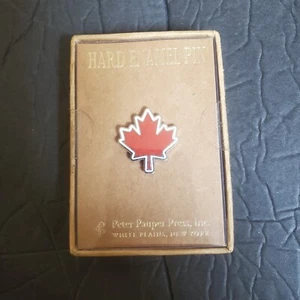 HARD ENAMEL PIN
Peter Pauper Press, Inc.
WHITE PLAINS, NEW YORK